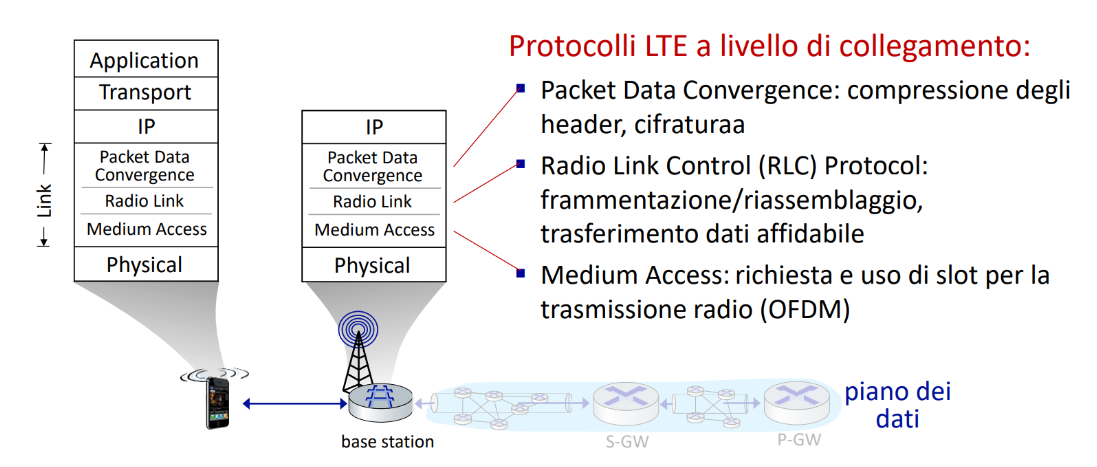 Protocolli LTE a livello di collegamento:
Application
Transport
IP
Packet Data
Convergence
Radio Link
Medium Access
Physical
Link
IP
Packet Data
Convergence
Radio Link
Medium Access
Physical
Packet Data Convergence: compressione degli
header, cifraturaa
Radio Link Control (RLC) Protocol:
frammentazione/riassemblaggio,
trasferimento dati affidabile
Medium Access: richiesta e uso di slot per la
trasmissione radio (OFDM)
base station
S-GW
P-GW
piano dei
dati